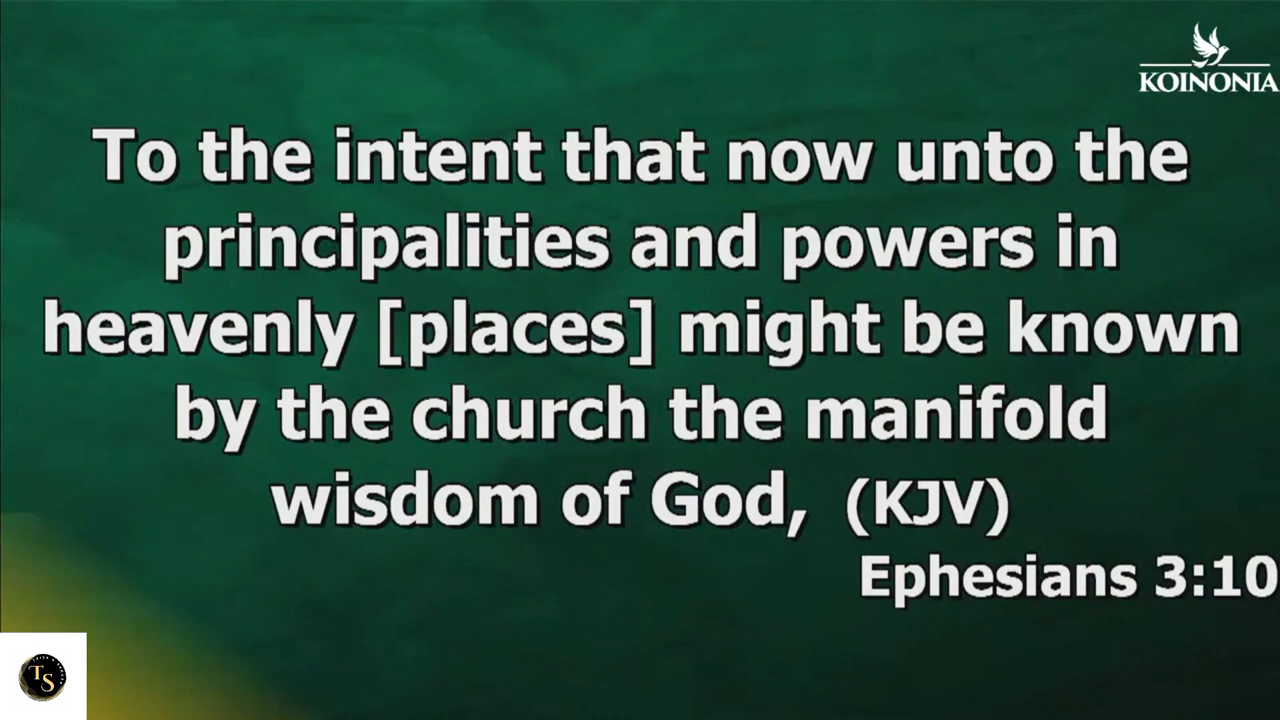 KOINONIA
To the intent that now unto the
principalities and powers in
heavenly [places] might be known
by the church the manifold
wisdom of God, (KJV)
Ephesians 3:10
TS